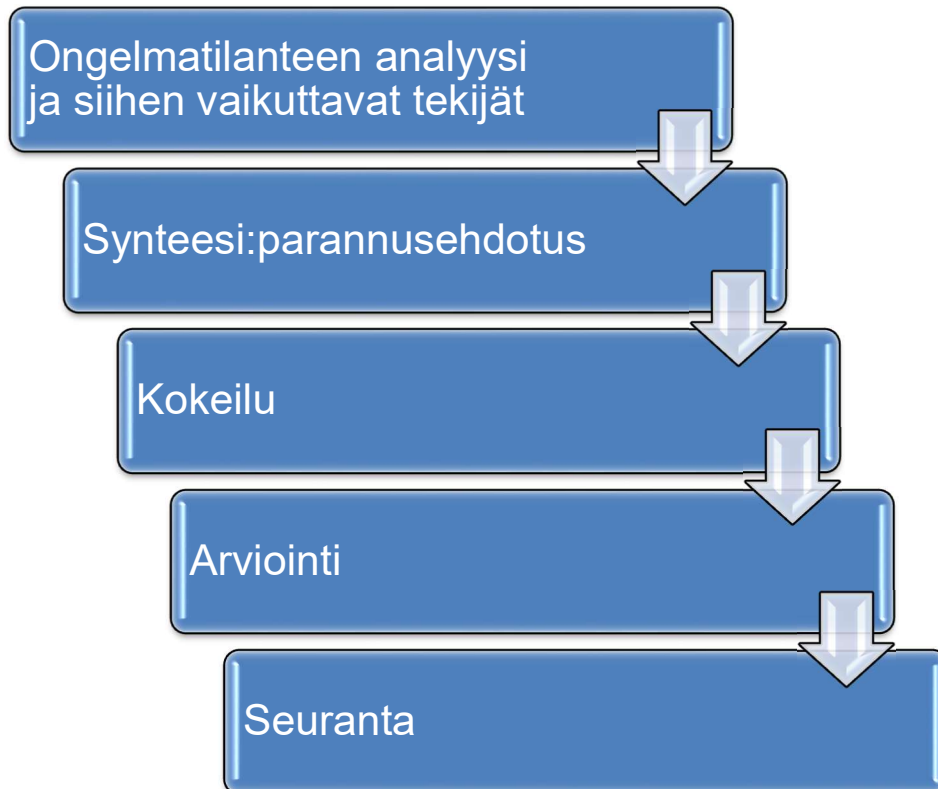 Ongelmatilanteen analyysi
ja siihen vaikuttavat tekijät
Synteesi:parannusehdotus
Kokeilu
Arviointi
Seuranta